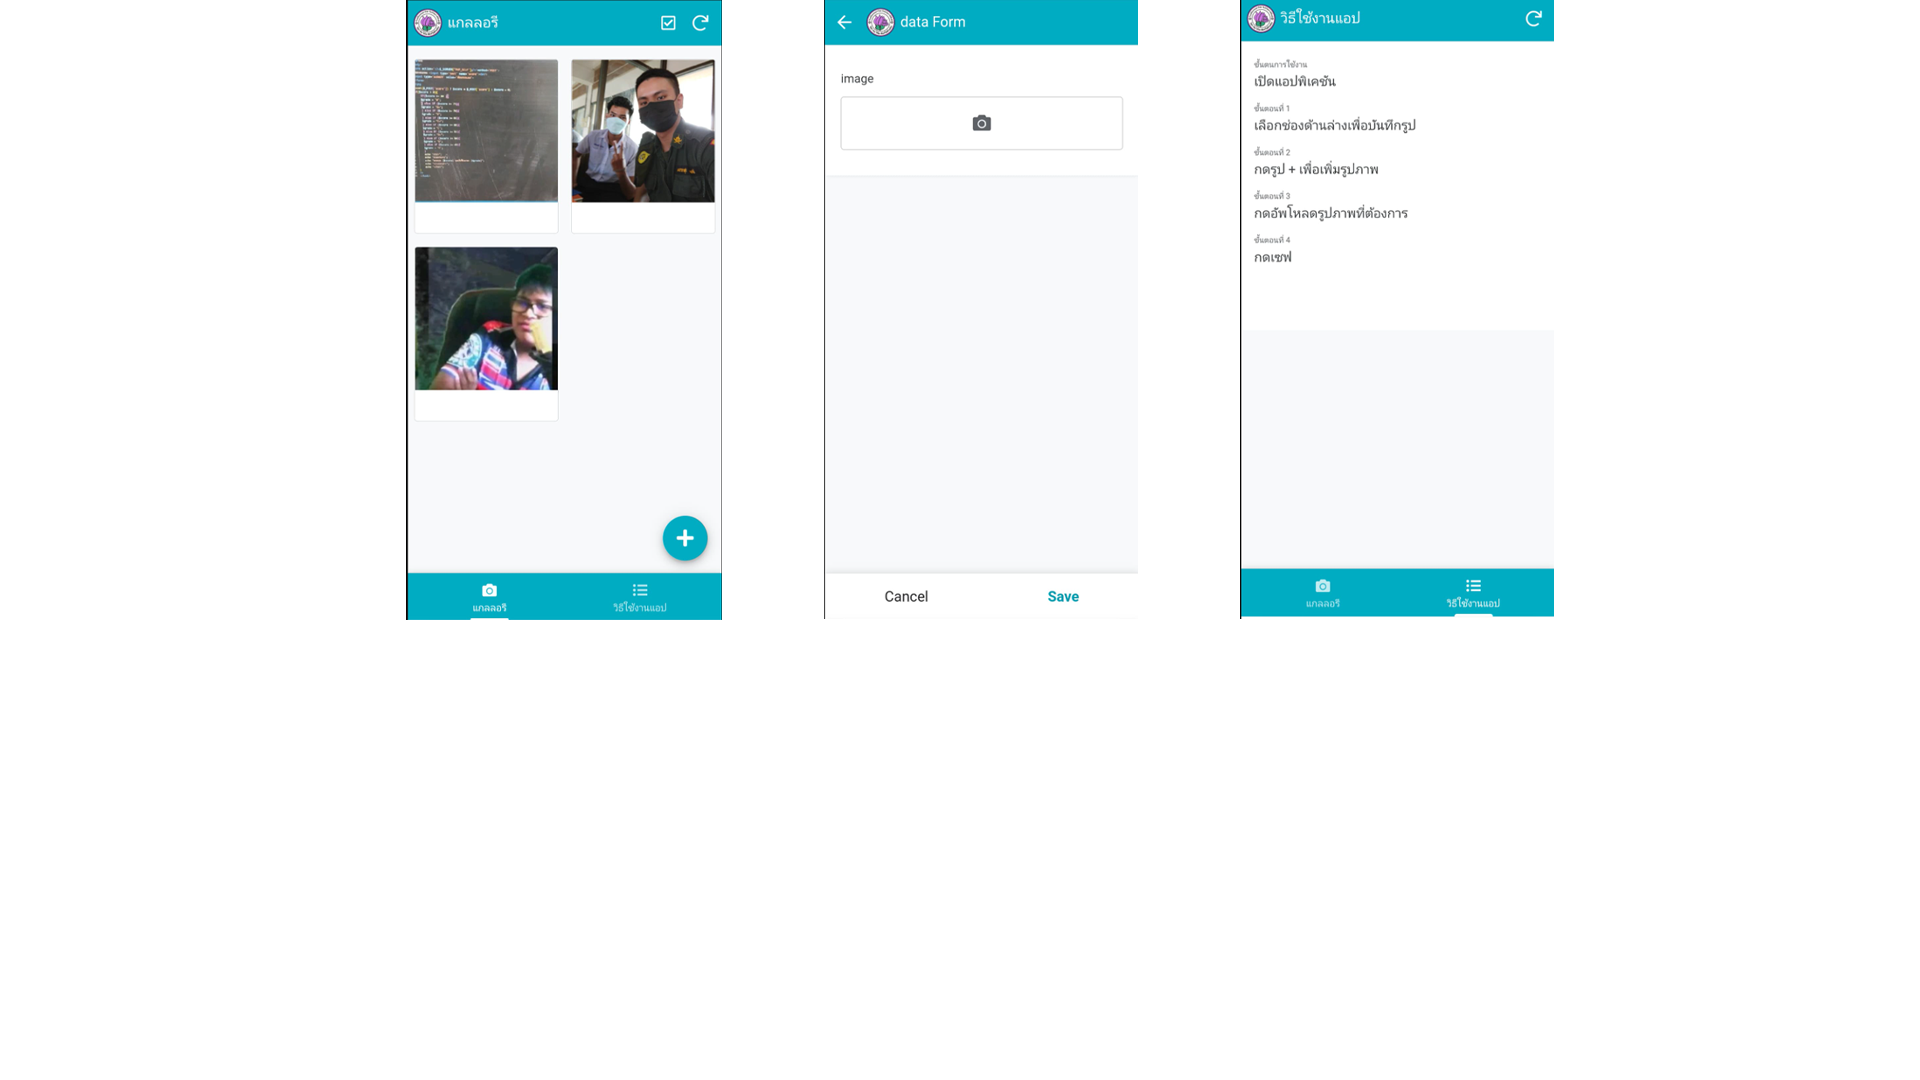 แกลลอรี
แกลลอรี
วิธีใช้งานแอป
data Form
image
Cancel
Save
วิธีใช้งานแอป
ขั้นตนการใช้งาน
เปิดแอปพิเคชัน
ขั้นตอนที่ 1
เลือกช่องด้านล่างเพื่อบันทึกรูป
ขั้นตอนที่ 2
กดรูป + เพื่อเพิ่มรูปภาพ
ขั้นตอนที่ 3
กดอัพโหลดรูปภาพที่ต้องการ
ขั้นตอนที่ 4
กดเซฟ
แกลลอรี
วิธีใช้งานแอป